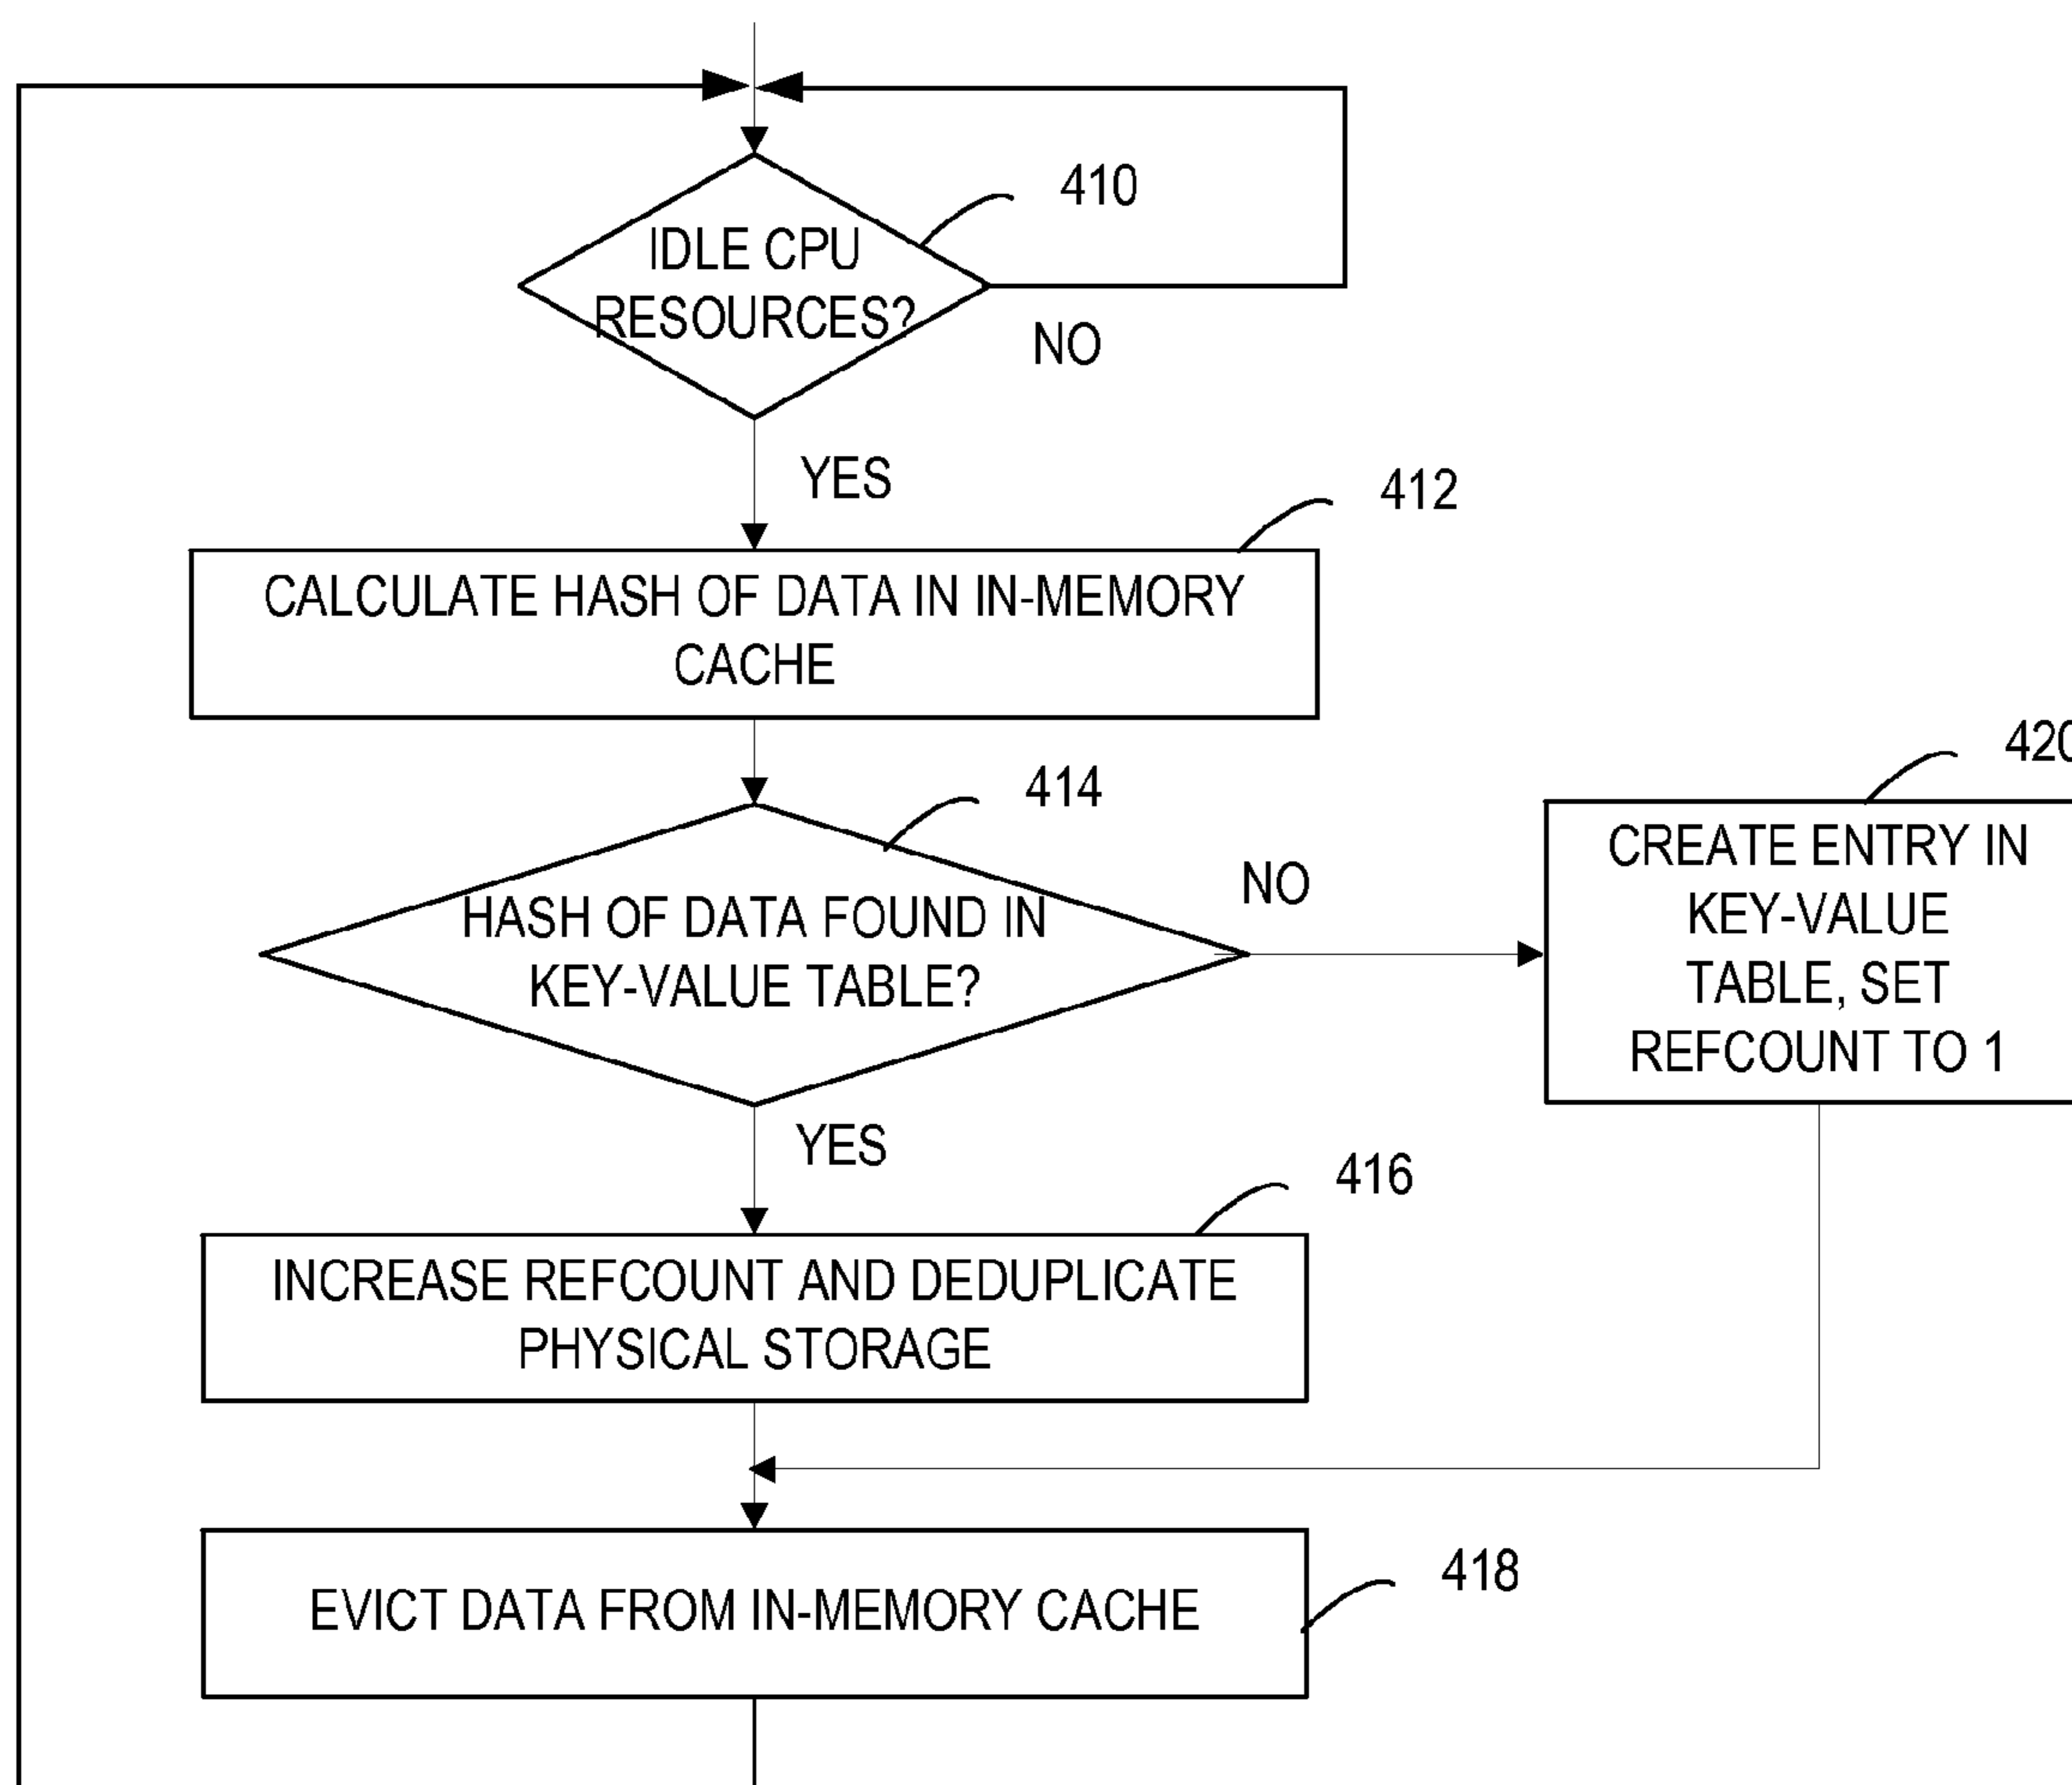 410
IDLE CPU
RESOURCES?
NO
YES
412
CALCULATE HASH OF DATA IN IN-MEMORY
CACHE
414
HASH OF DATA FOUND IN
KEY-VALUE TABLE?
NO
420
CREATE ENTRY IN
KEY-VALUE
TABLE, SET
REFCOUNT TO 1
YES
416
INCREASE REFCOUNT AND DEDUPLICATE
PHYSICAL STORAGE
418
EVICT DATA FROM IN-MEMORY CACHE